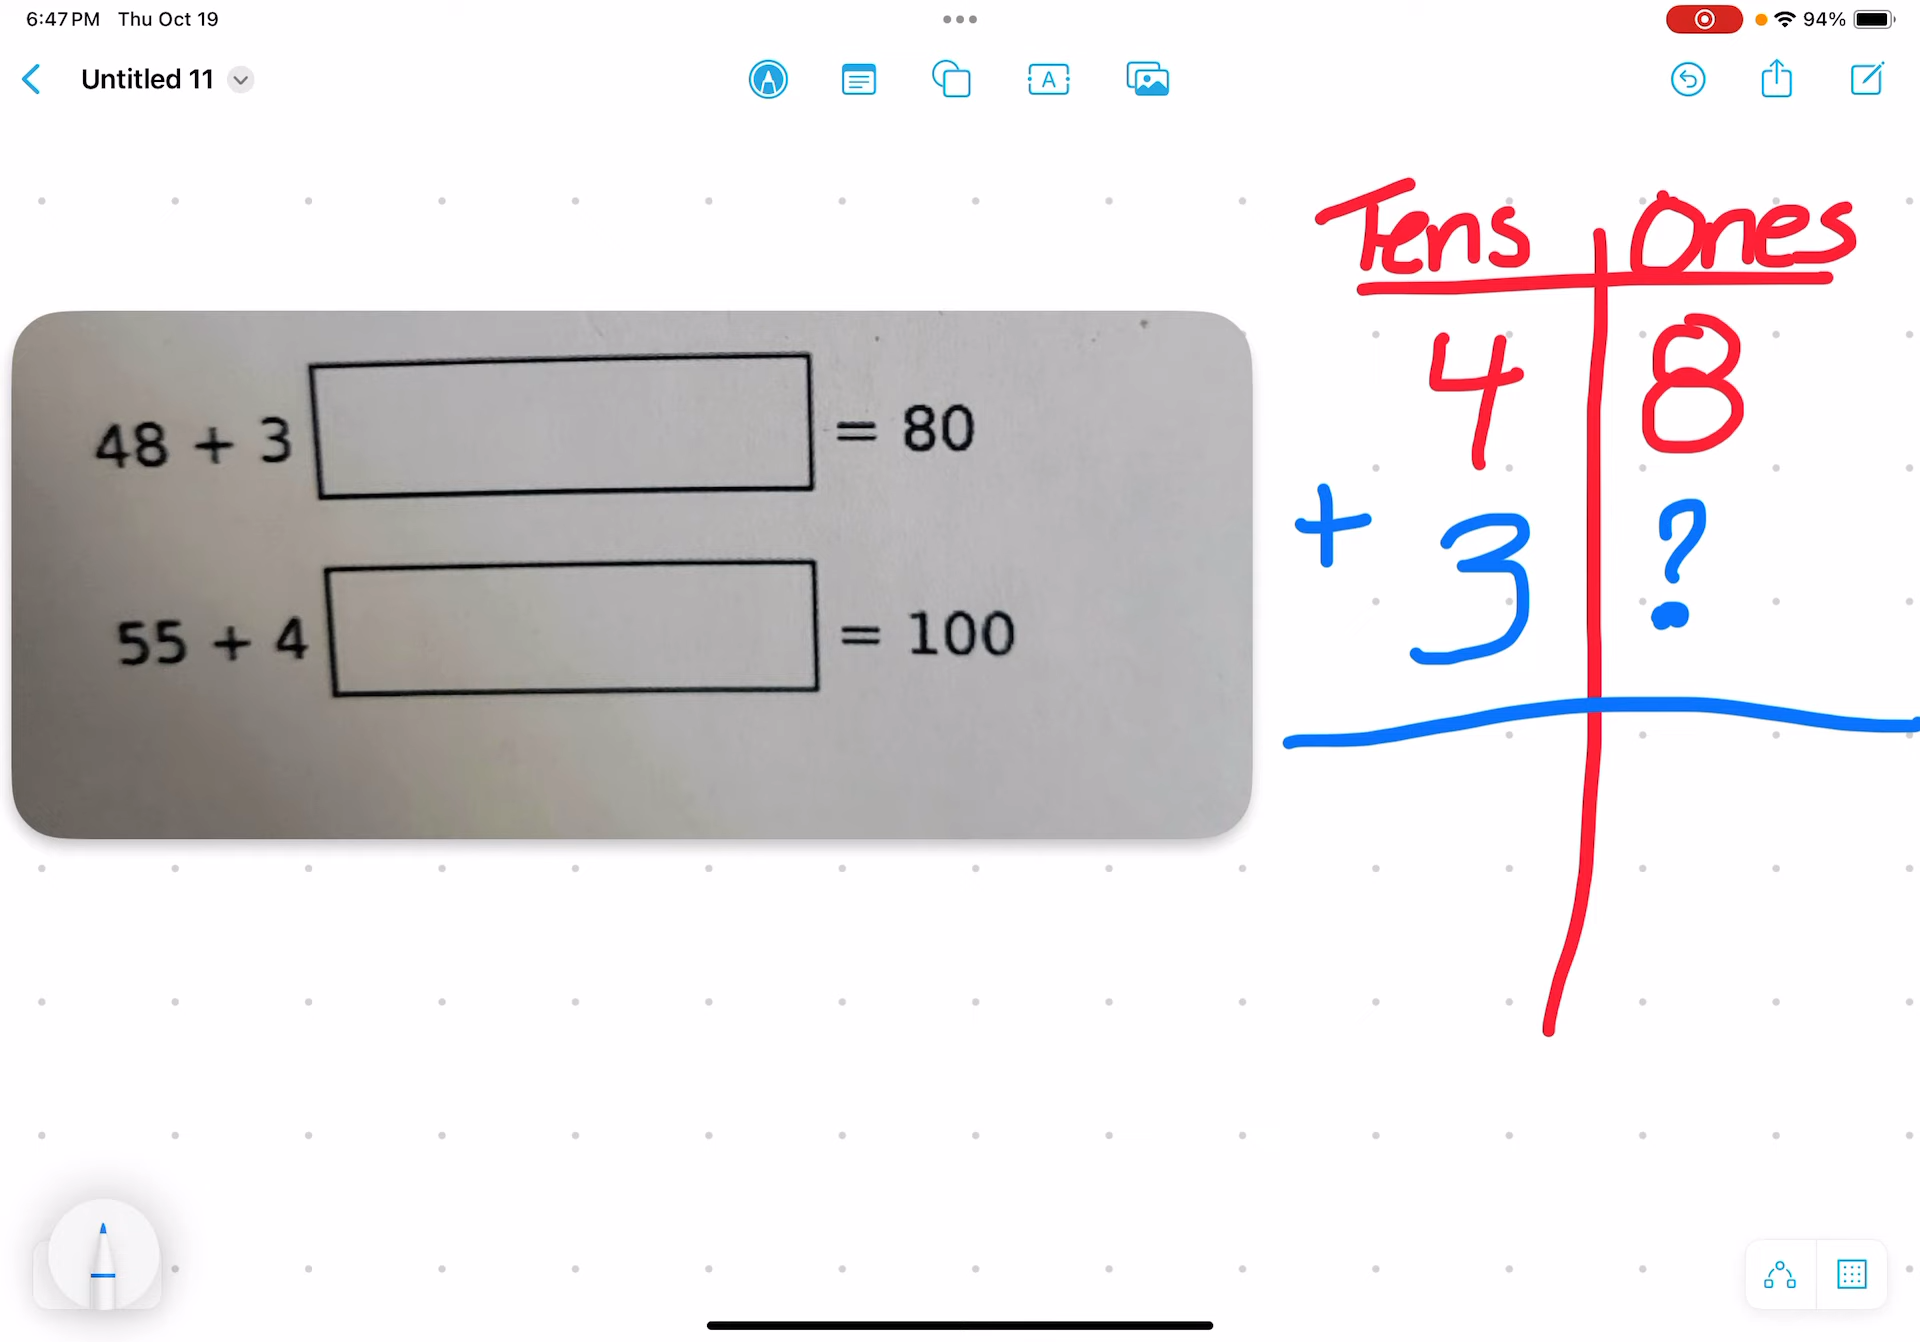 6:47 PM Thu Oct 19
94%
Untitled 11
A
Tens Ones
48 + 3 = 80
55 + 4 = 100
4 8
+ 3 ?